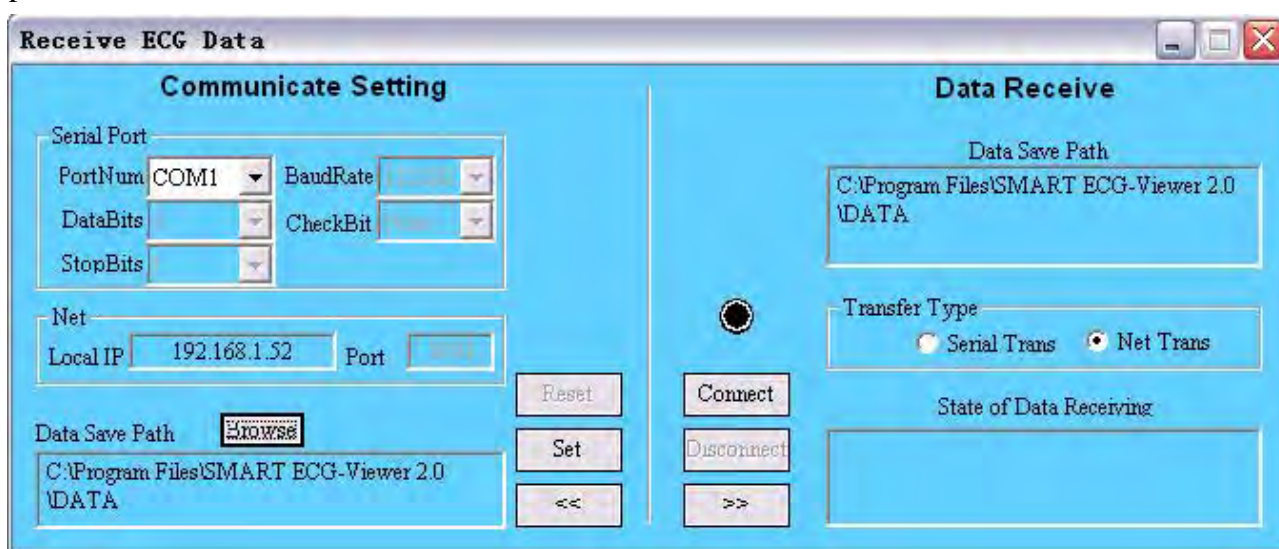 Receive ECG Data
Communicate Setting
Serial Port
PortNum COM1 BaudRate
DataBits CheckBit
StopBits
Net
Local IP 192.168.1.52 Port
Reset
Data Save Path Browse
Set
C:\Program Files\SMART ECG-Viewer 2.0
\DATA
<<
Data Receive
Data Save Path
C:\Program Files\SMART ECG-Viewer 2.0
\DATA
Transfer Type
Serial Trans Net Trans
Connect
State of Data Receiving
Disconnect
>>